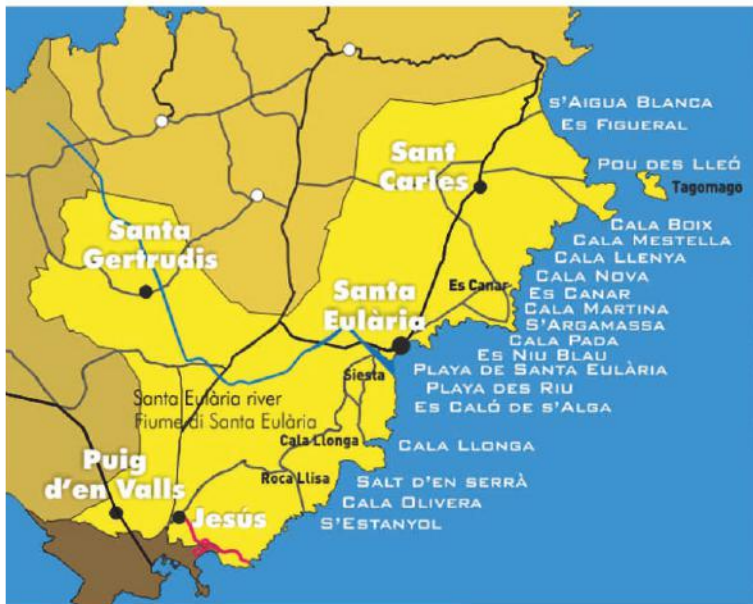 s'Aigua Blanca
Es Figueral
Pou des Lleó
Tagomago
Sant
Carles
Cala Boix
Cala Mestella
Cala Llenya
Cala Nova
Es Canar
Cala Martina
S'Argamassa
Cala Pada
Es Niu Blau
Playa de Santa Eulària
Playa des Riu
Es Caló de s'Alga
Santa
Gertrudis
Es Canar
Santa
Eulària
Siesta
Santa Eulària river
Fiume di Santa Eulària
Cala Llonga
Cala Llonga
Roca Llisa
Salt d'en Serrà
Cala Olivera
S'Estanyol
Puig
d'en Valls
Jesús